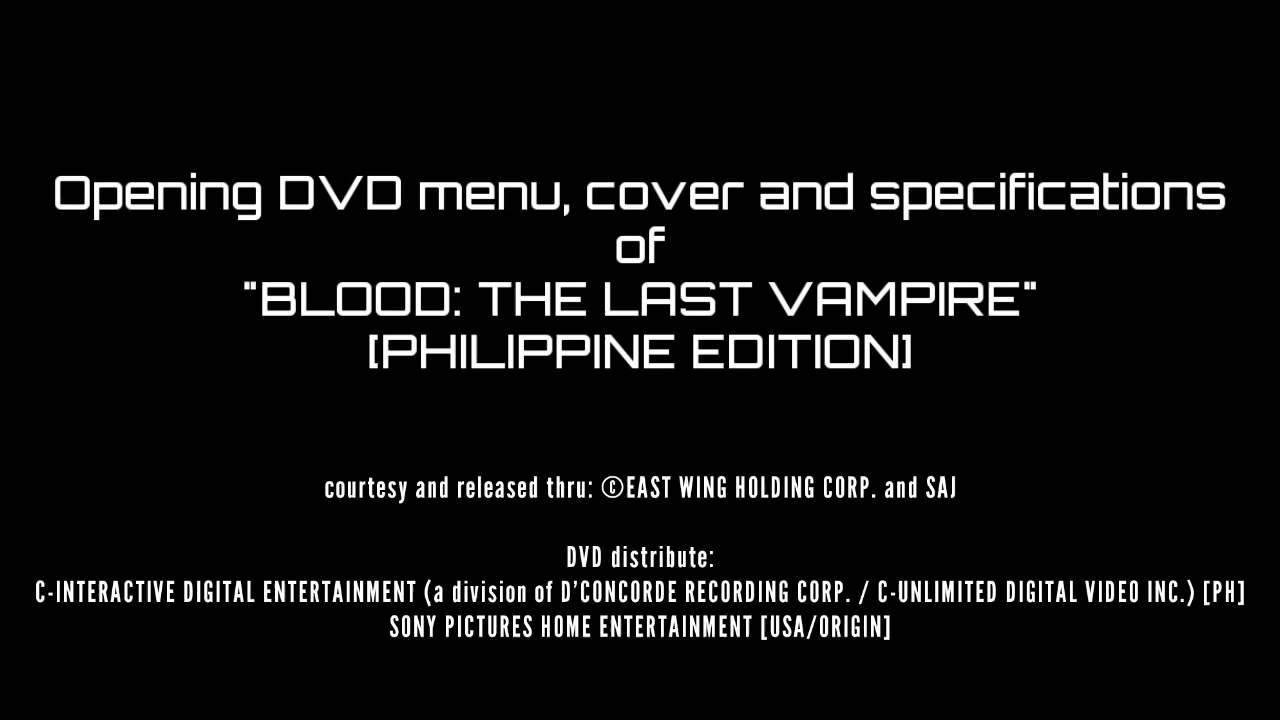 Opening DVD menu, cover and specifications
of
"BLOOD: THE LAST VAMPIRE"
[PHILIPPINE EDITION]
courtesy and released thru: ©EAST WING HOLDING CORP. and SAJ
DVD distribute:
C-INTERACTIVE DIGITAL ENTERTAINMENT (a division of D'CONCORDE RECORDING CORP. / C-UNLIMITED DIGITAL VIDEO INC.) [PH]
SONY PICTURES HOME ENTERTAINMENT [USA/ORIGIN]